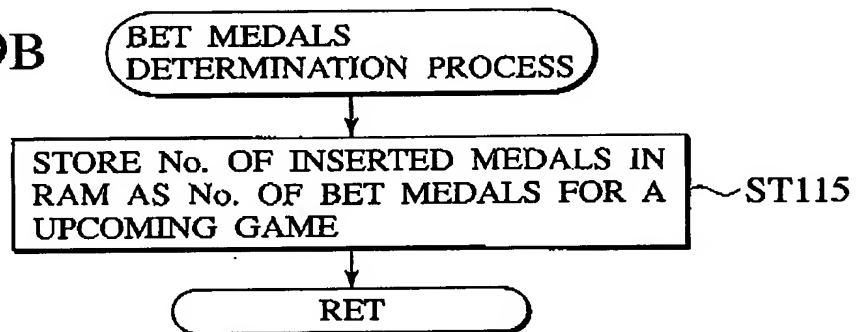 9B
BET MEDALS
DETERMINATION PROCESS
STORE No. OF INSERTED MEDALS IN
RAM AS No. OF BET MEDALS FOR A
UPCOMING GAME
ST115
RET